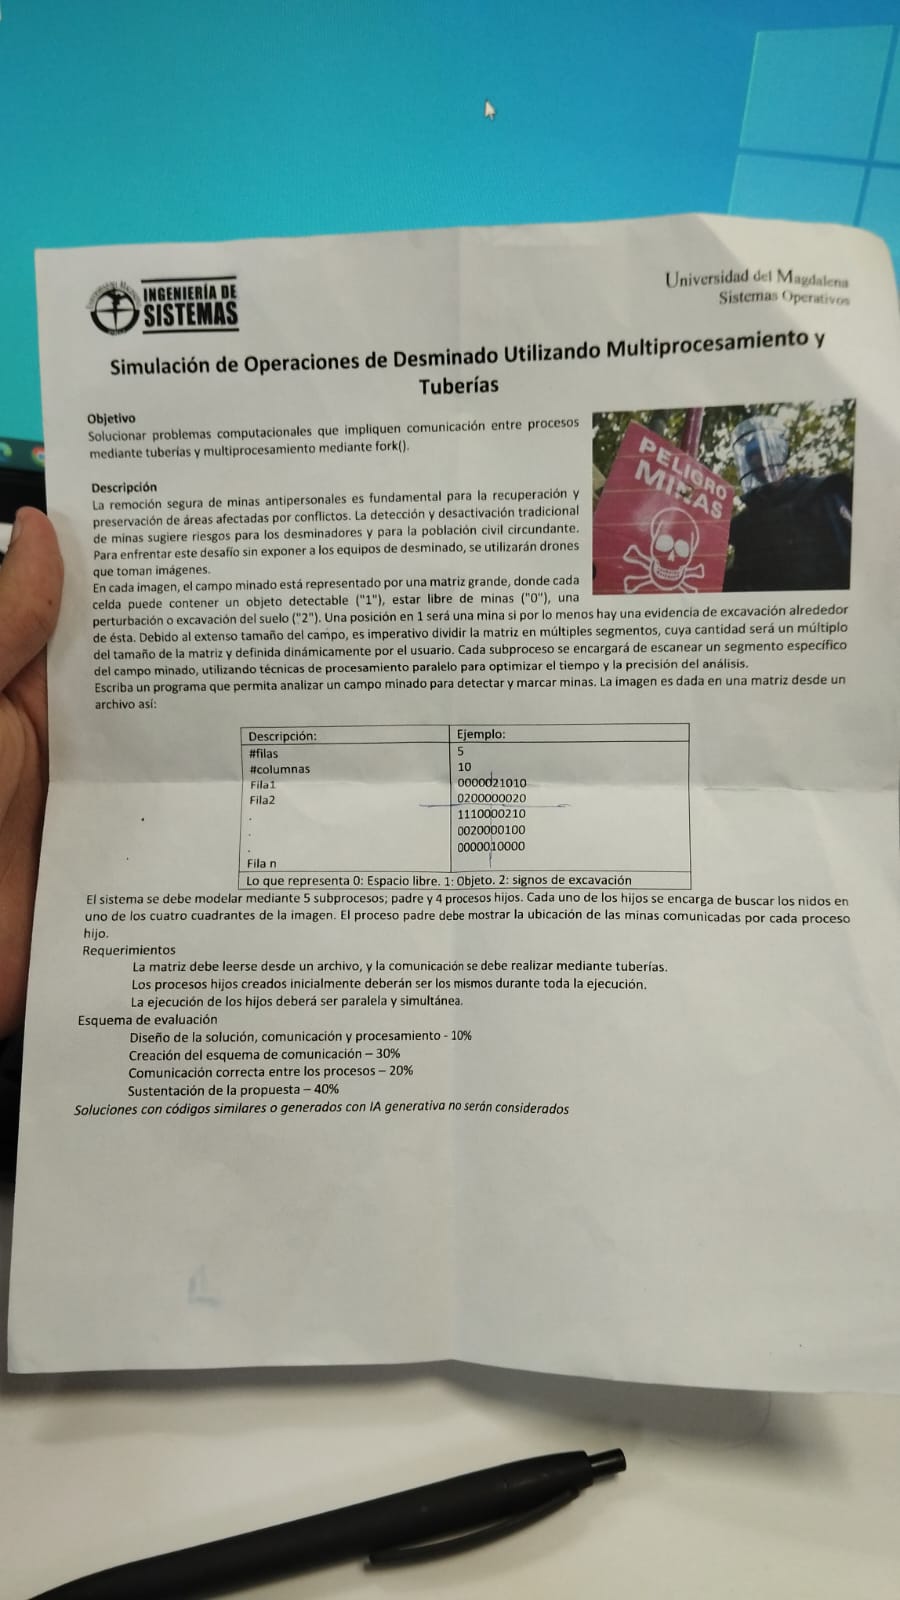 INGENIERÍA DE
SISTEMAS
Universidad del Magdalena
Sistemas Operativos
Simulación de Operaciones de Desminado Utilizando Multiprocesamiento y
Tuberías
Objetivo
Solucionar problemas computacionales que impliquen comunicación entre procesos
mediante tuberías y multiprocesamiento mediante fork().
Descripción
La remoción segura de minas antipersonales es fundamental para la recuperación y
preservación de áreas afectadas por conflictos. La detección y desactivación tradicional
de minas sugiere riesgos para los desminadores y para la población civil circundante.
Para enfrentar este desafío sin exponer a los equipos de desminado, se utilizarán drones
que toman imágenes.
PELIGRO
MINAS
En cada imagen, el campo minado está representado por una matriz grande, donde cada
celda puede contener un objeto detectable ("1"), estar libre de minas ("0"), una
perturbación o excavación del suelo ("2"). Una posición en 1 será una mina si por lo menos hay una evidencia de excavación alrededor
de ésta. Debido al extenso tamaño del campo, es imperativo dividir la matriz en múltiples segmentos, cuya cantidad será un múltiplo
del tamaño de la matriz y definida dinámicamente por el usuario. Cada subproceso se encargará de escanear un segmento específico
del campo minado, utilizando técnicas de procesamiento paralelo para optimizar el tiempo y la precisión del análisis.
Escriba un programa que permita analizar un campo minado para detectar y marcar minas. La imagen es dada en una matriz desde un
archivo así:
Descripción: Ejemplo:
#filas 5
#columnas 10
Fila1 0000021010
Fila2 0200000020
. 1110000210
. 0020000100
. 0000010000
Fila n
Lo que representa 0: Espacio libre. 1: Objeto. 2: signos de excavación
El sistema se debe modelar mediante 5 subprocesos; padre y 4 procesos hijos. Cada uno de los hijos se encarga de buscar los nidos en
uno de los cuatro cuadrantes de la imagen. El proceso padre debe mostrar la ubicación de las minas comunicadas por cada proceso
hijo.
Requerimientos
La matriz debe leerse desde un archivo, y la comunicación se debe realizar mediante tuberías.
Los procesos hijos creados inicialmente deberán ser los mismos durante toda la ejecución.
La ejecución de los hijos deberá ser paralela y simultánea.
Esquema de evaluación
Diseño de la solución, comunicación y procesamiento - 10%
Creación del esquema de comunicación – 30%
Comunicación correcta entre los procesos – 20%
Sustentación de la propuesta – 40%
Soluciones con códigos similares o generados con IA generativa no serán considerados